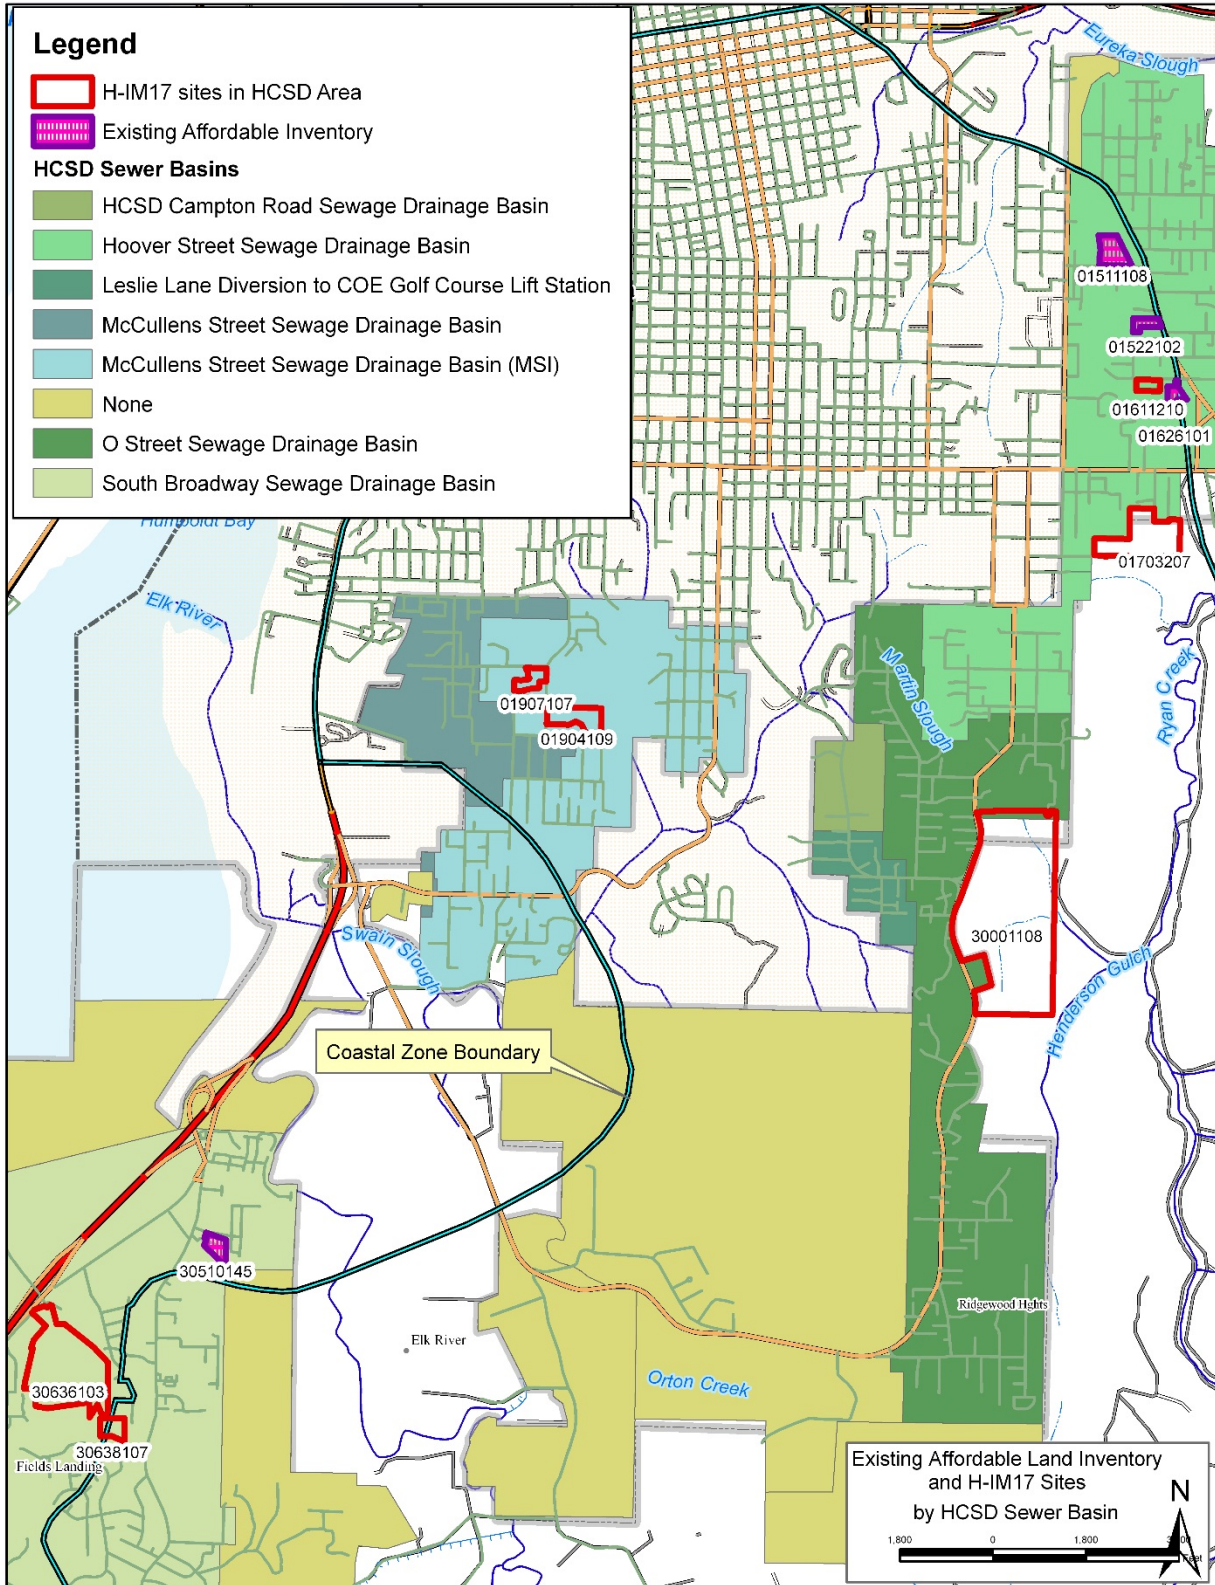 Legend
H-IM17 sites in HCSD Area
Existing Affordable Inventory
HCSD Sewer Basins
HCSD Campton Road Sewage Drainage Basin
Hoover Street Sewage Drainage Basin
Leslie Lane Diversion to COE Golf Course Lift Station
McCullens Street Sewage Drainage Basin
McCullens Street Sewage Drainage Basin (MSI)
None
O Street Sewage Drainage Basin
South Broadway Sewage Drainage Basin
Eureka Slough
01511108
01522102
01611210
01626101
01703207
Humboldt Bay
Elk River
Ryan Creek
Martin Slough
01907107
01904109
30001108
Henderson Gulch
Swain Slough
Coastal Zone Boundary
30510145
Ridgewood Hghts
Elk River
Orton Creek
30636103
30638107
Fields Landing
Existing Affordable Land Inventory
and H-IM17 Sites
by HCSD Sewer Basin
N
1,800 0 1,800
Feet